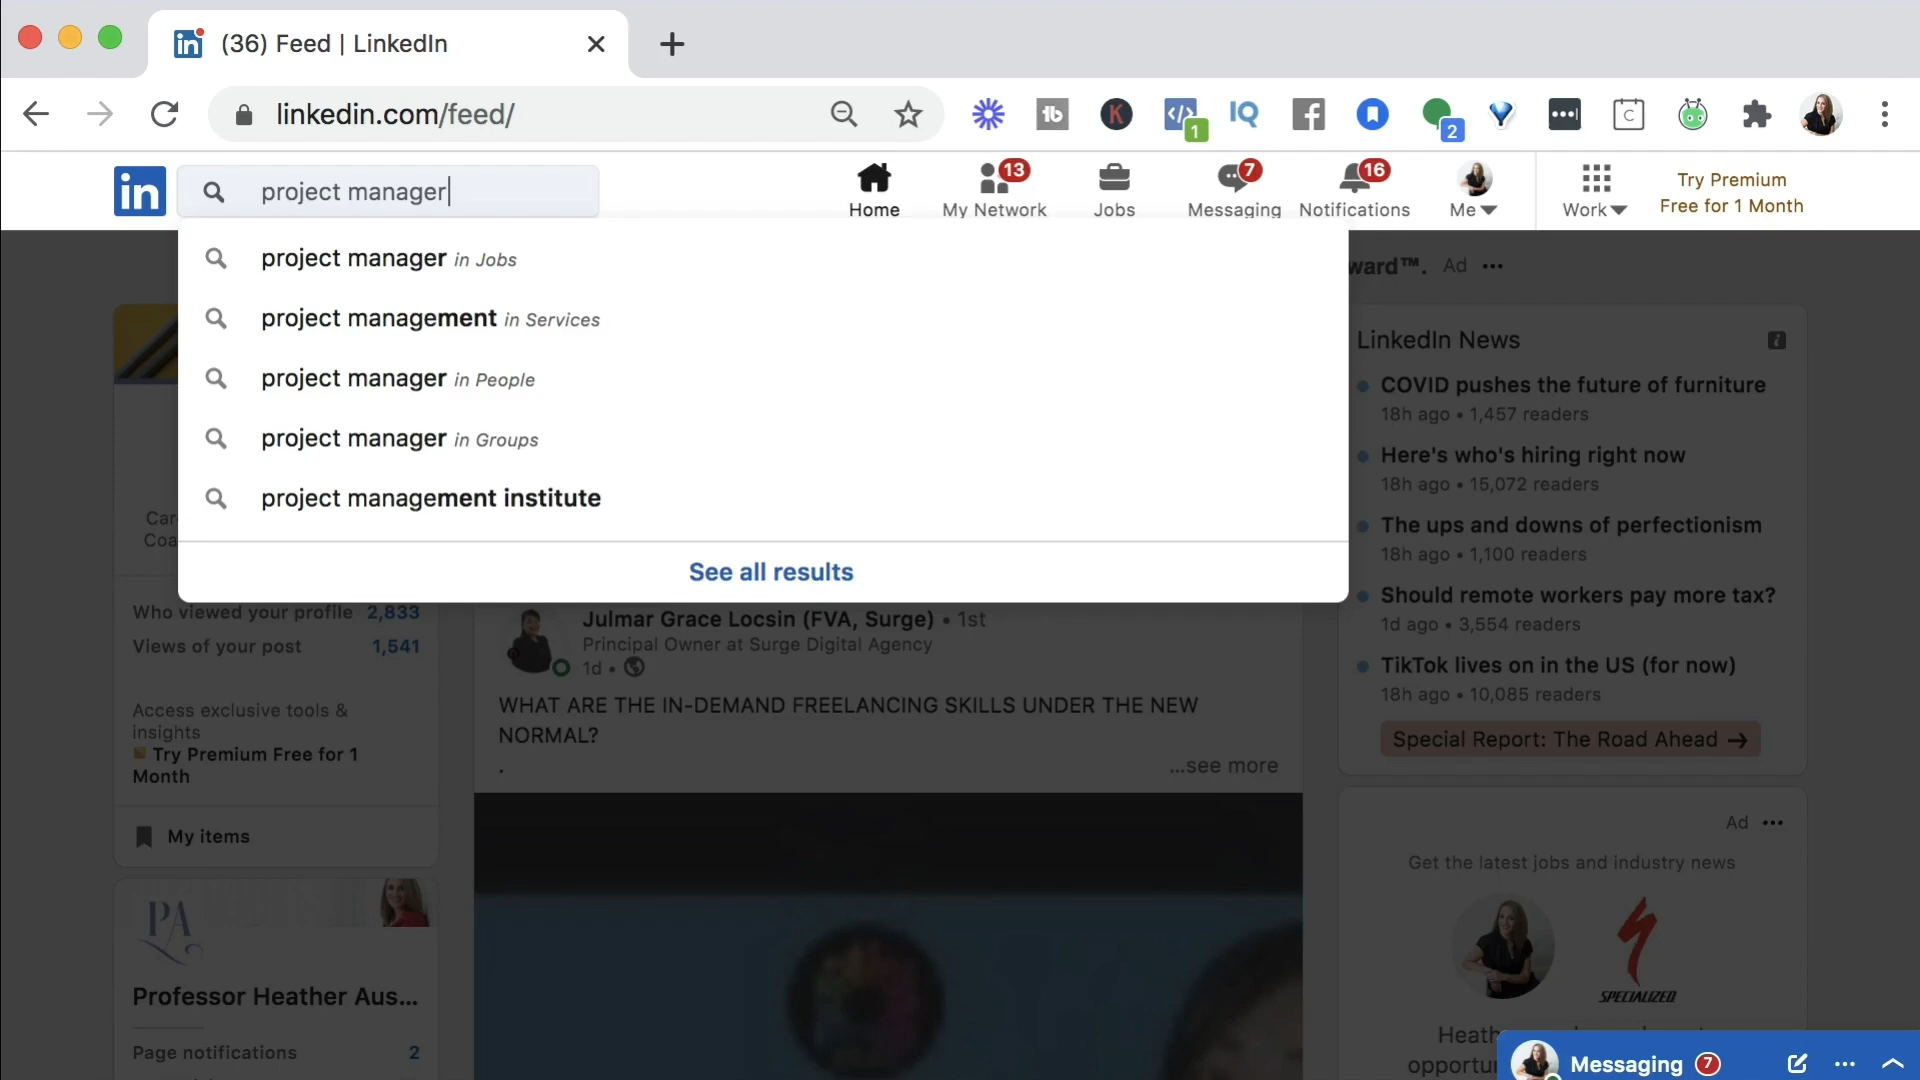 (36) Feed | LinkedIn
linkedin.com/feed/
1
2
in
project manager
Home
13
My Network
Jobs
7
Messaging
16
Notifications
Me
Work
Try Premium
Free for 1 Month
project manager in Jobs
project management in Services
project manager in People
project manager in Groups
project management institute
See all results
ward™. Ad
LinkedIn News
COVID pushes the future of furniture
18h ago • 1,457 readers
Here's who's hiring right now
18h ago • 15,072 readers
The ups and downs of perfectionism
18h ago • 1,100 readers
Should remote workers pay more tax?
1d ago • 3,554 readers
TikTok lives on in the US (for now)
18h ago • 10,085 readers
Special Report: The Road Ahead →
Car
Coa
Who viewed your profile 2,833
Views of your post 1,541
Access exclusive tools &
insights
Try Premium Free for 1
Month
My items
PA
Professor Heather Aus...
Page notifications 2
Julmar Grace Locsin (FVA, Surge) • 1st
Principal Owner at Surge Digital Agency
1d •
WHAT ARE THE IN-DEMAND FREELANCING SKILLS UNDER THE NEW
NORMAL?
.
...see more
Ad
Get the latest jobs and industry news
SPECIALIZED
Heath
opportu
Messaging 7